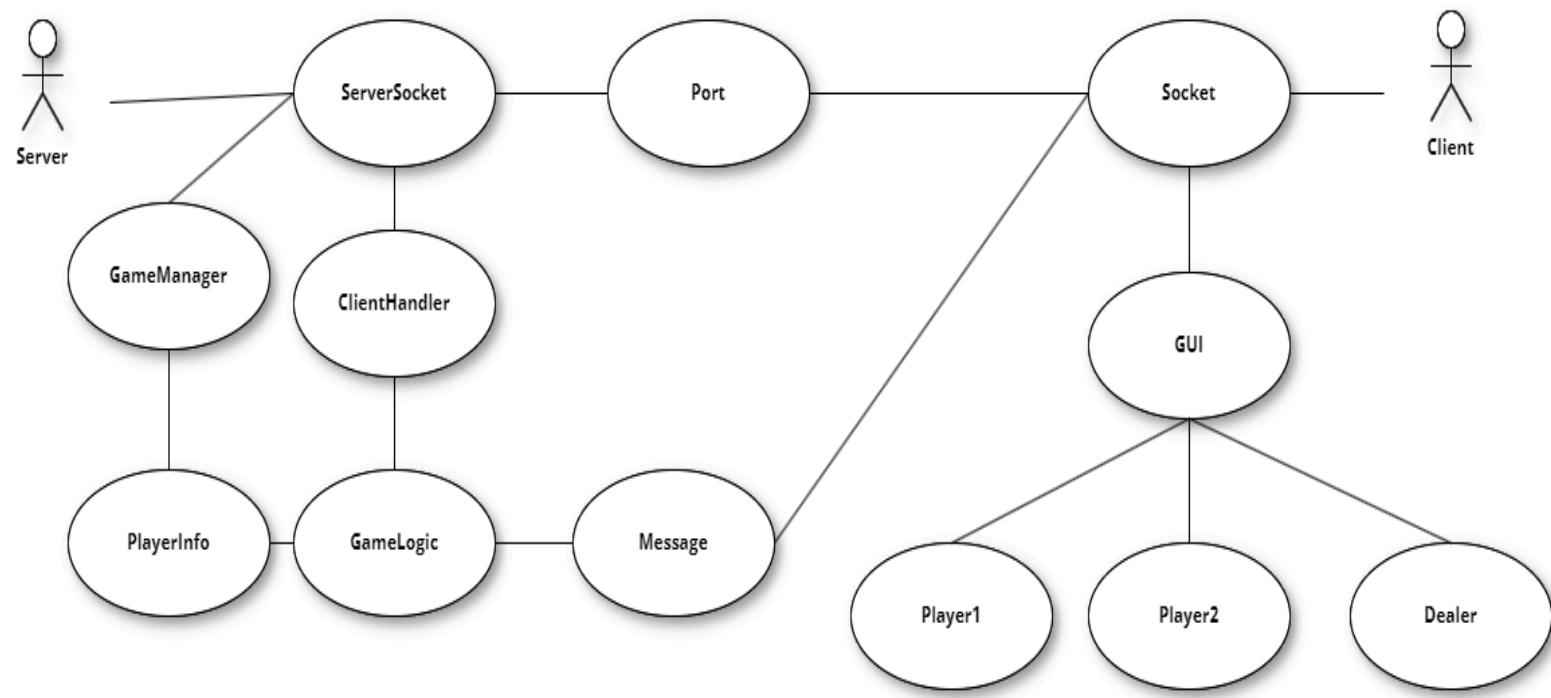 ServerSocket
Port
Socket
Server
Client
GameManager
ClientHandler
GUI
PlayerInfo
GameLogic
Message
Player1
Player2
Dealer